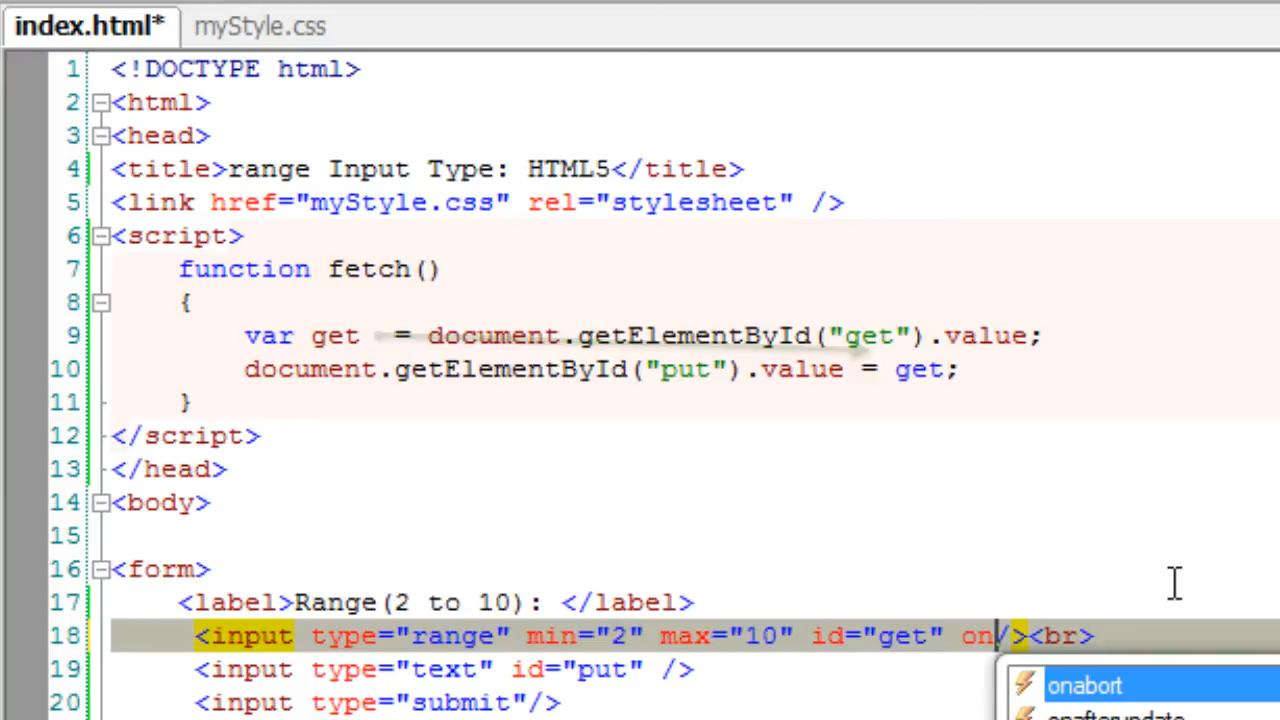 index.html* myStyle.css
1 <!DOCTYPE html>
2 <html>
3 <head>
4 <title>range Input Type: HTML5</title>
5 <link href="myStyle.css" rel="stylesheet" />
6 <script>
7 function fetch()
8 {
9 var get = document.getElementById("get").value;
10 document.getElementById("put").value = get;
11 }
12 </script>
13 </head>
14 <body>
15
16 <form>
17 <label>Range(2 to 10): </label>
18 <input type="range" min="2" max="10" id="get" on/><br>
19 <input type="text" id="put" />
20 <input type="submit"/>
onabort
onafterupdate